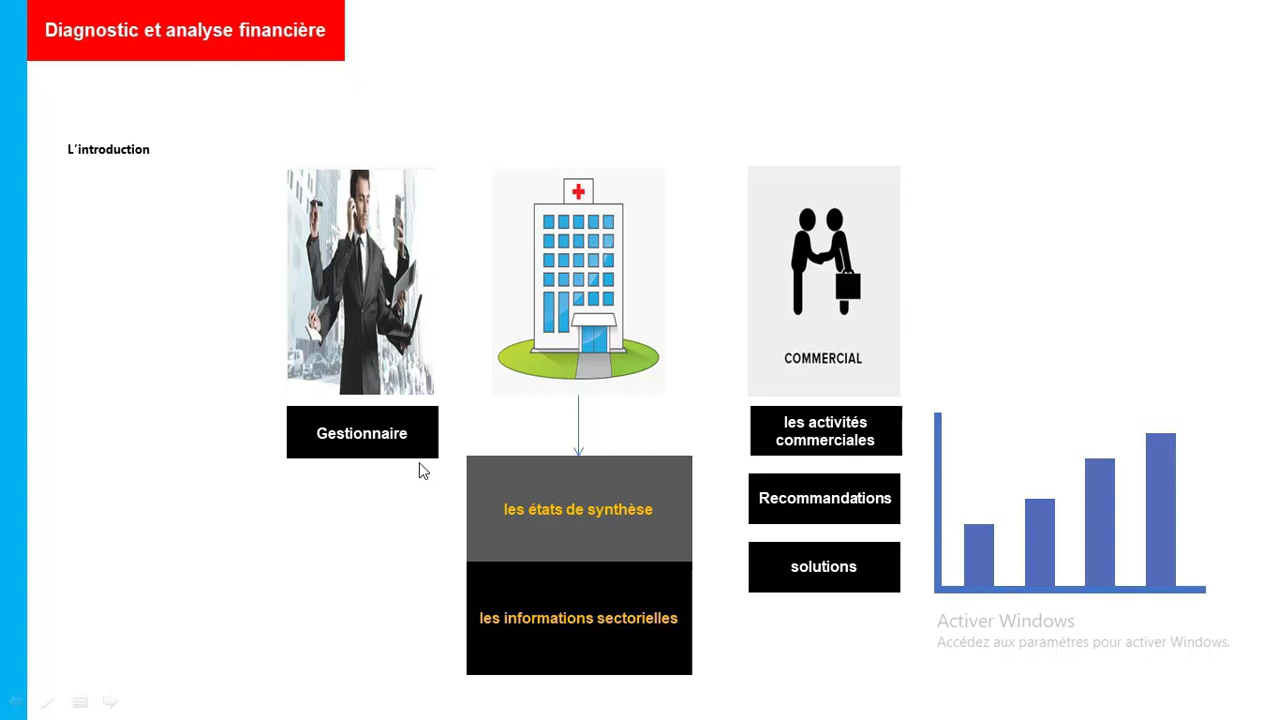 Diagnostic et analyse financière
L'introduction
COMMERCIAL
Gestionnaire
les activités
commerciales
les états de synthèse
Recommandations
solutions
les informations sectorielles
Activer Windows
Accédez aux paramètres pour activer Windows.